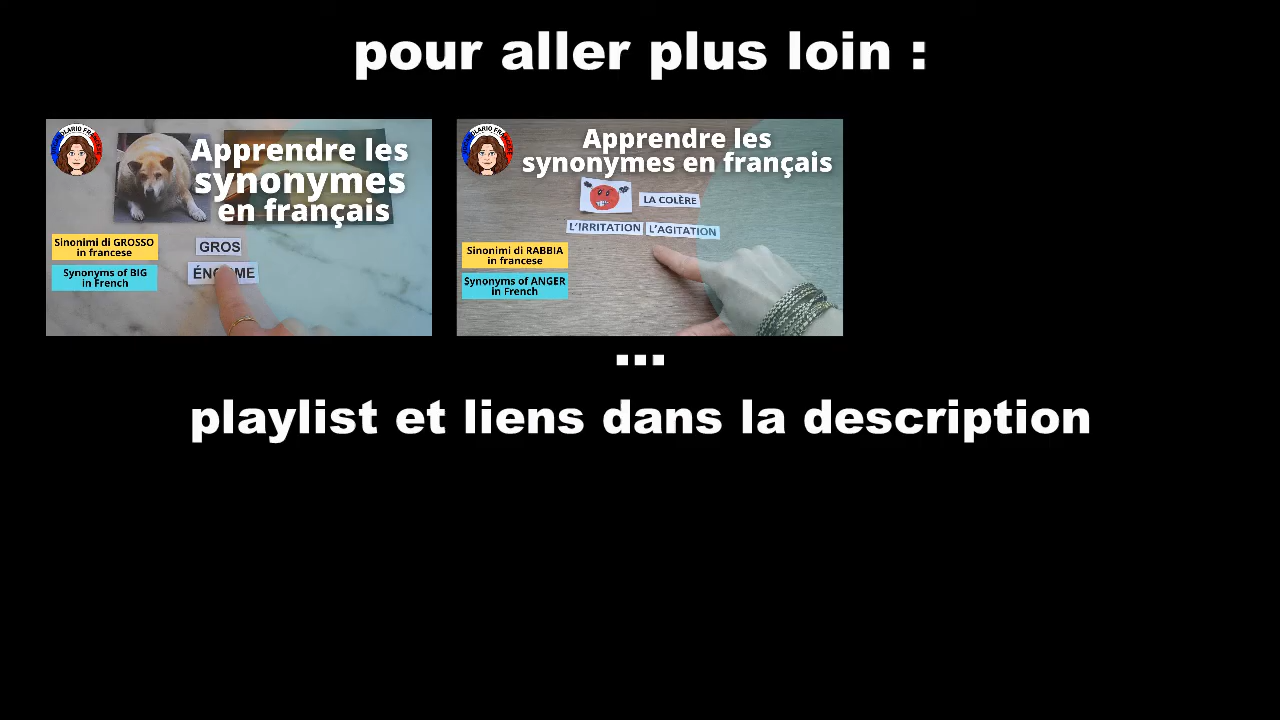 pour aller plus loin :
Apprendre les
synonymes
en français
Sinonimi di GROSSO
in francese
Synonyms of BIG
in French
GROS
Apprendre les
synonymes en français
LA COLÈRE
L'IRRITATION
L'AGITATION
Sinonimi di RABBIA
in francese
Synonyms of ANGER
in French
...
playlist et liens dans la description